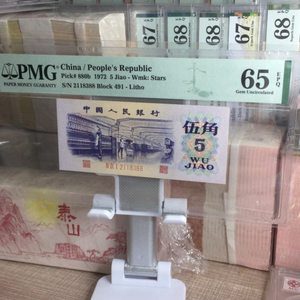 67
68
67
68
67
PMG
PAPER MONEY GUARANTY
China / People's Republic
Pick# 880b 1972 5 Jiao - Wmk: Stars
S/N 2118388 Block 491 - Litho
65 EPQ
Gem Uncirculated
中国人民银行
伍角
5
WU
JIAO
2118388
泰山